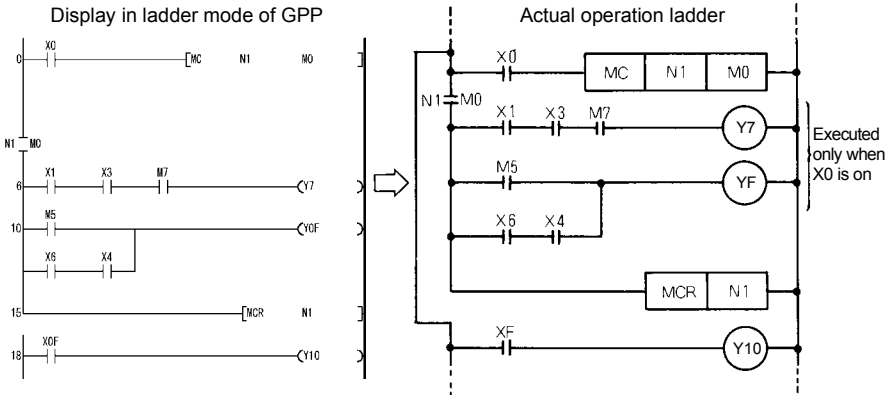 Display in ladder mode of GPP
Actual operation ladder
X0
0
MC N1 M0
N1 M0
X1 X3 M7
6
Y7
M5
10
Y0F
X6 X4
15
MCR N1
X0F
18
Y10
X0
MC N1 M0
N1 M0
X1 X3 M7
Y7
M5
YF
X6 X4
MCR N1
XF
Y10
Executed
only when
X0 is on